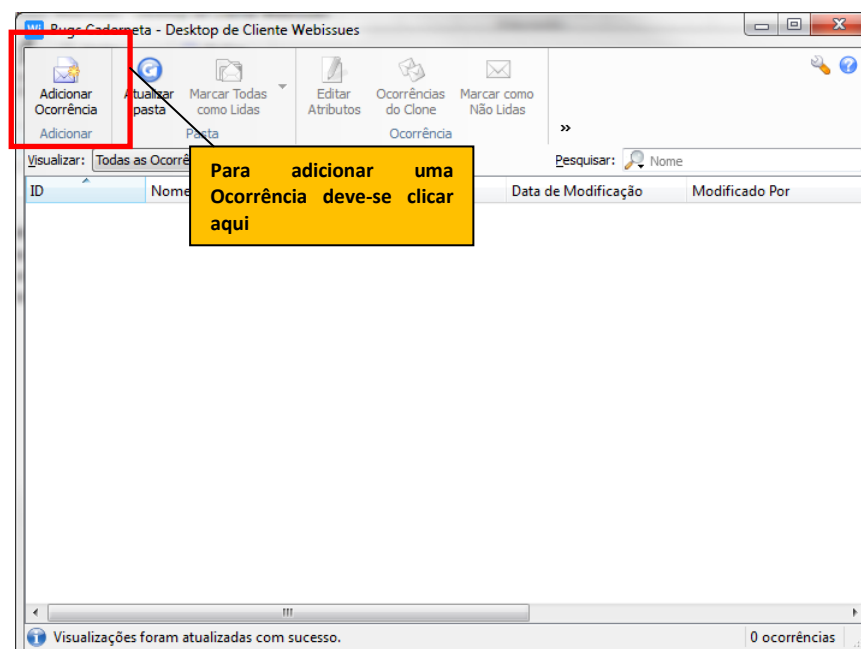 Bugs Caderneta - Desktop de Cliente Webissues
Adicionar Ocorrência
Atualizar pasta
Marcar Todas como Lidas
Editar Atributos
Ocorrências do Clone
Marcar como Não Lidas
Adicionar
Pasta
Ocorrência
»
Visualizar: Todas as Ocorrê
Pesquisar: Nome
Para adicionar uma
Ocorrência deve-se clicar
aqui
ID Nome Data de Modificação Modificado Por
Visualizações foram atualizadas com sucesso. 0 ocorrências